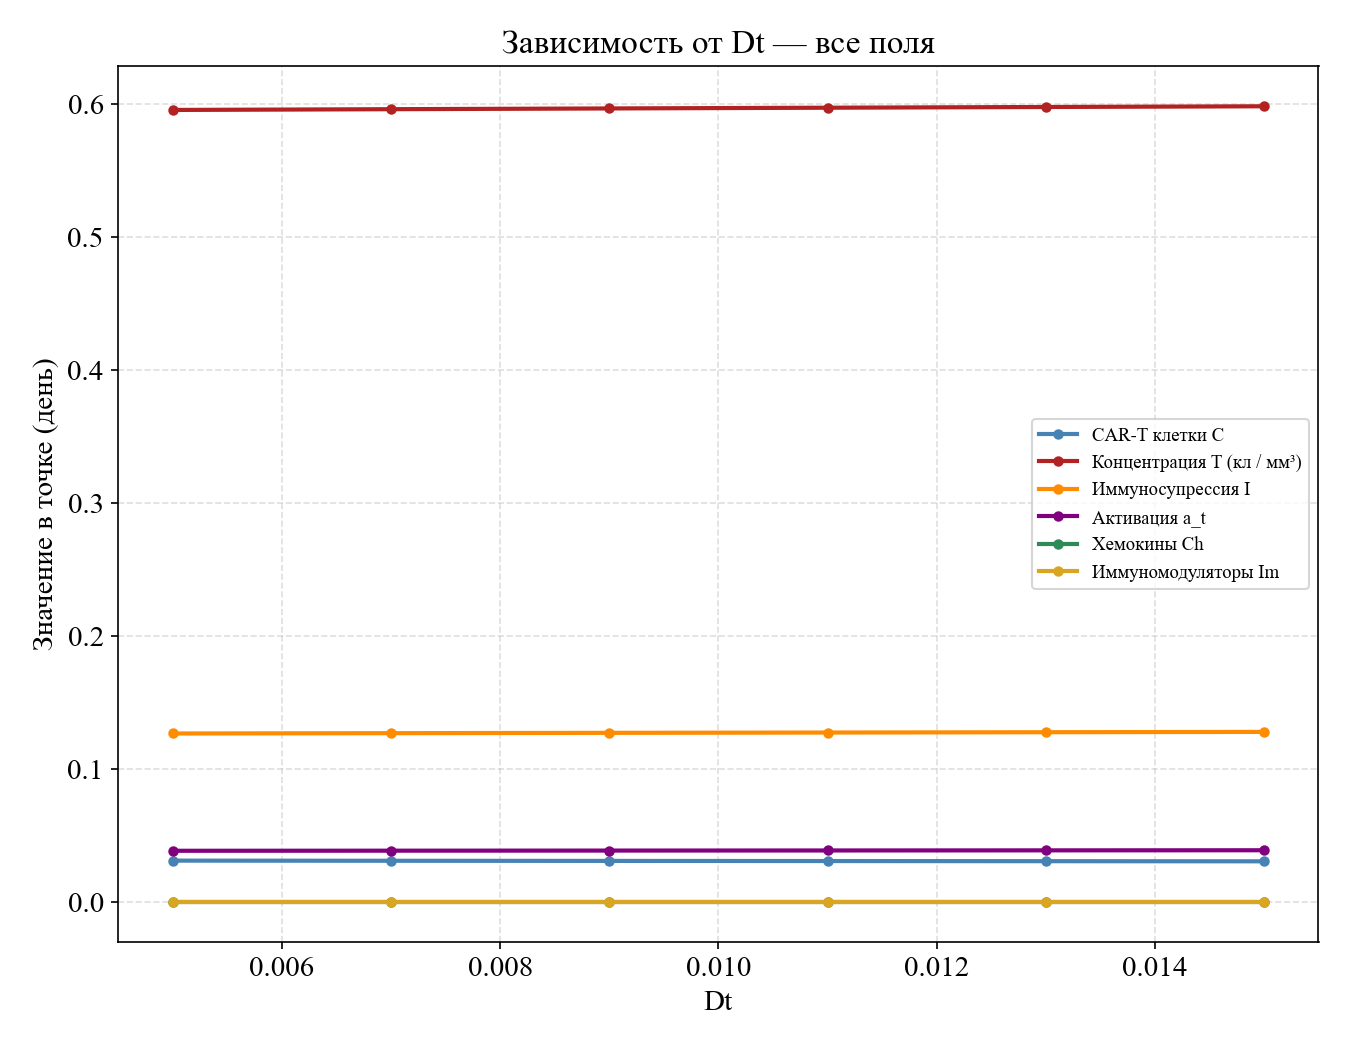 Зависимость от Dt — все поля
Значение в точке (день)
0.6
0.5
0.4
0.3
0.2
0.1
0.0
CAR-T клетки C
Концентрация T (кл / мм³)
Иммуносупрессия I
Активация a_t
Хемокины Ch
Иммуномодуляторы Im
0.006 0.008 0.010 0.012 0.014
Dt